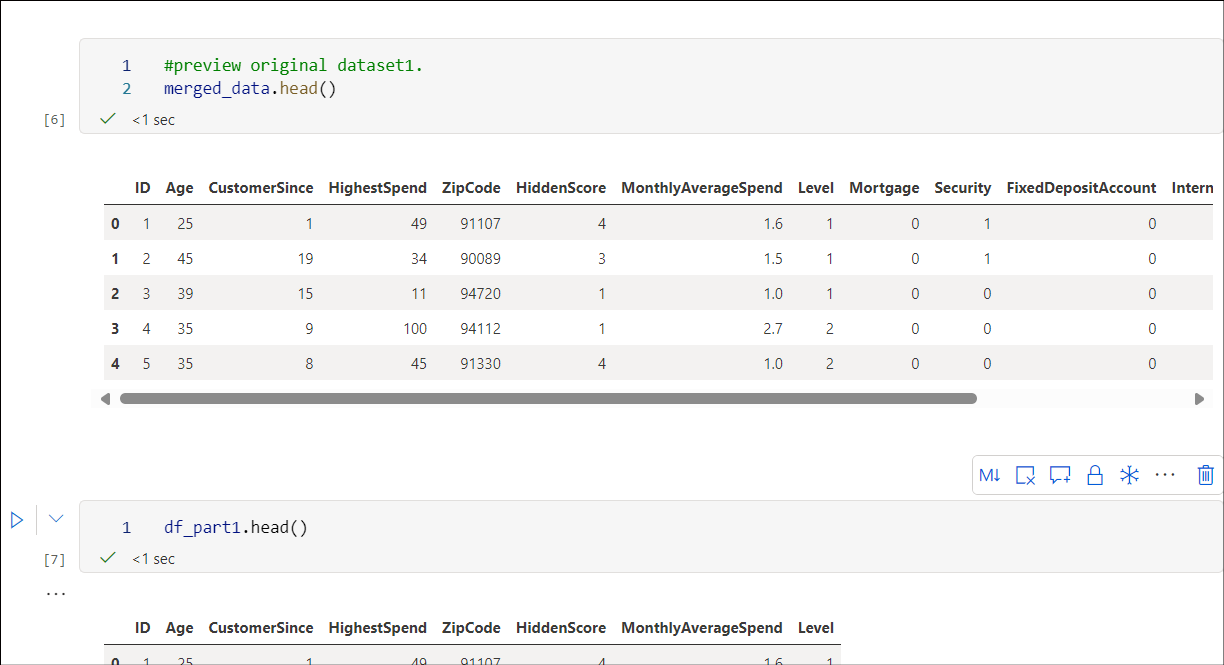 1 #preview original dataset1.
2 merged_data.head()
[6] <1 sec
ID Age CustomerSince HighestSpend ZipCode HiddenScore MonthlyAverageSpend Level Mortgage Security FixedDepositAccount Intern
0 1 25 1 49 91107 4 1.6 1 0 1 0
1 2 45 19 34 90089 3 1.5 1 0 1 0
2 3 39 15 11 94720 1 1.0 1 0 0 0
3 4 35 9 100 94112 1 2.7 2 0 0 0
4 5 35 8 45 91330 4 1.0 2 0 0 0
M↓ ...
1 df_part1.head()
[7] <1 sec
...
ID Age CustomerSince HighestSpend ZipCode HiddenScore MonthlyAverageSpend Level
0 1 25 1 49 91107 4 1.6 1